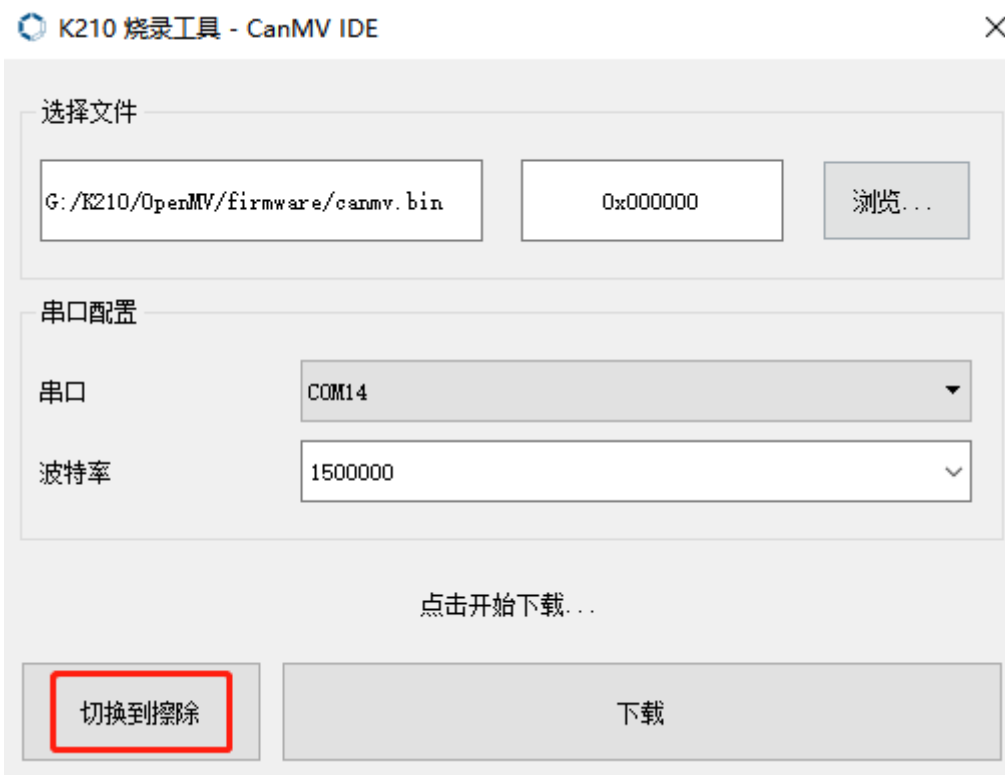 K210 烧录工具 - CanMV IDE
选择文件
G:/K210/OpenMV/firmware/canmv.bin
0x000000
浏览...
串口配置
串口
COM14
波特率
1500000
点击开始下载...
切换到擦除
下载